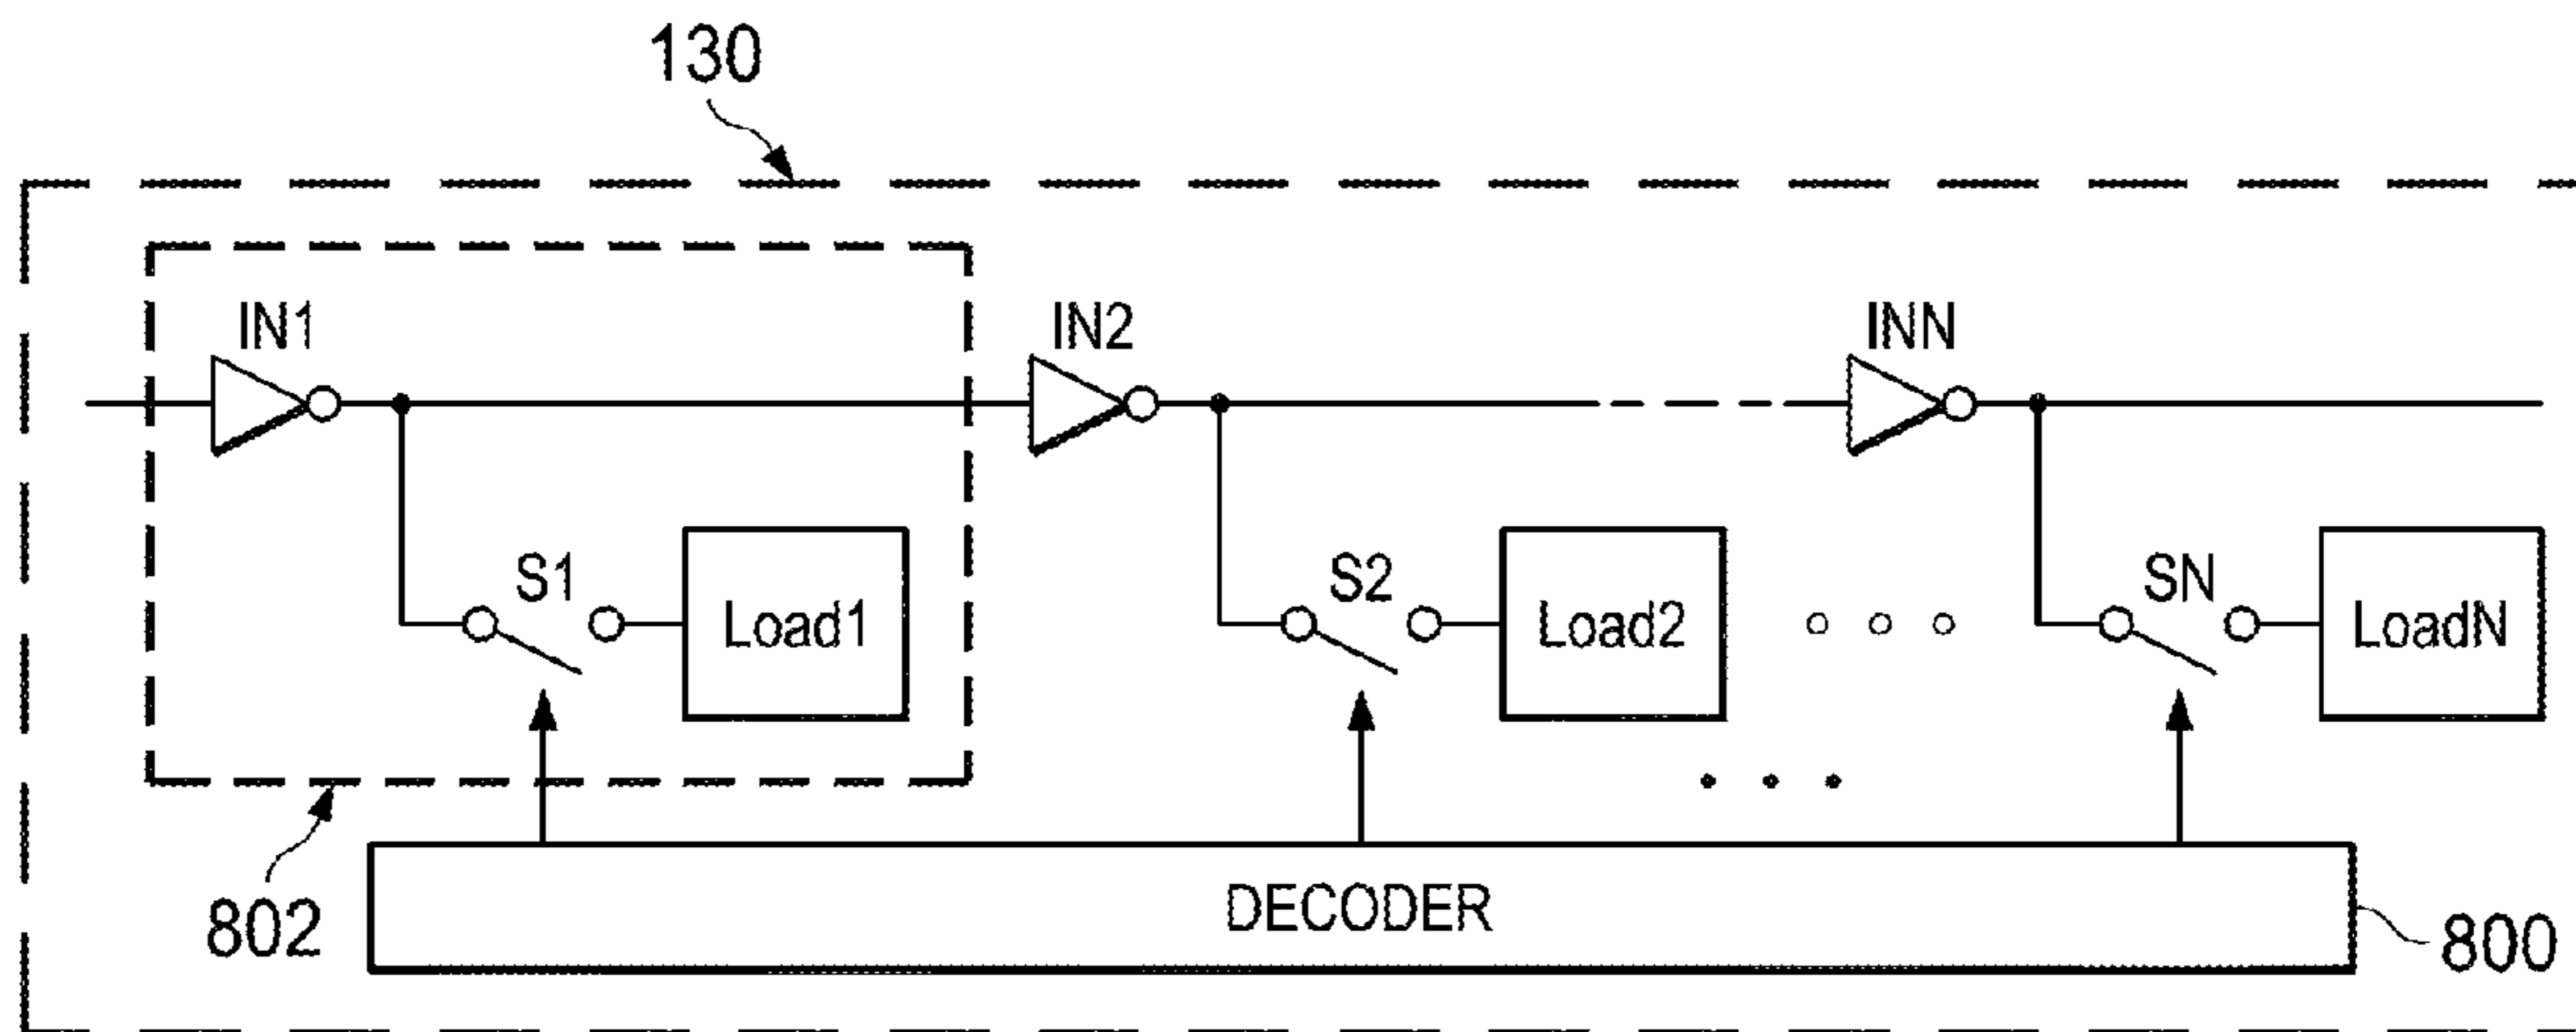 130
IN1 IN2 INN
S1 S2 SN
Load1 Load2 LoadN
802
DECODER
800